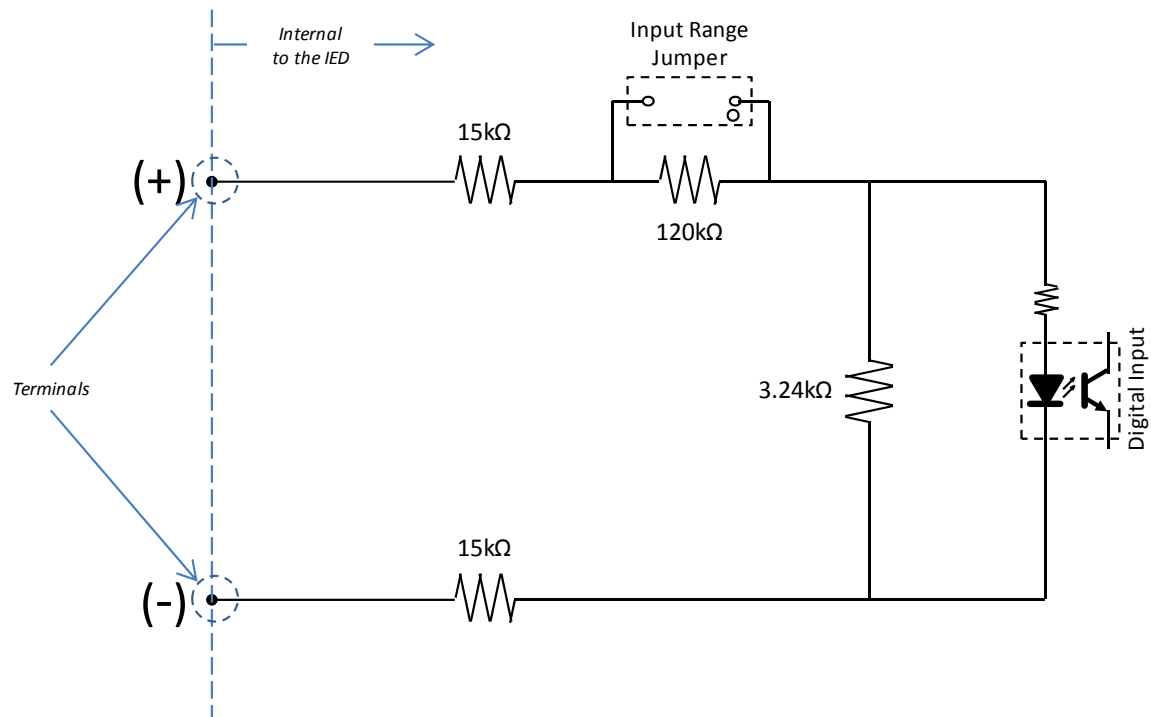 Internal
to the IED
Input Range
Jumper
15kΩ
(+)
120kΩ
Terminals
3.24kΩ
Digital Input
15kΩ
(-)